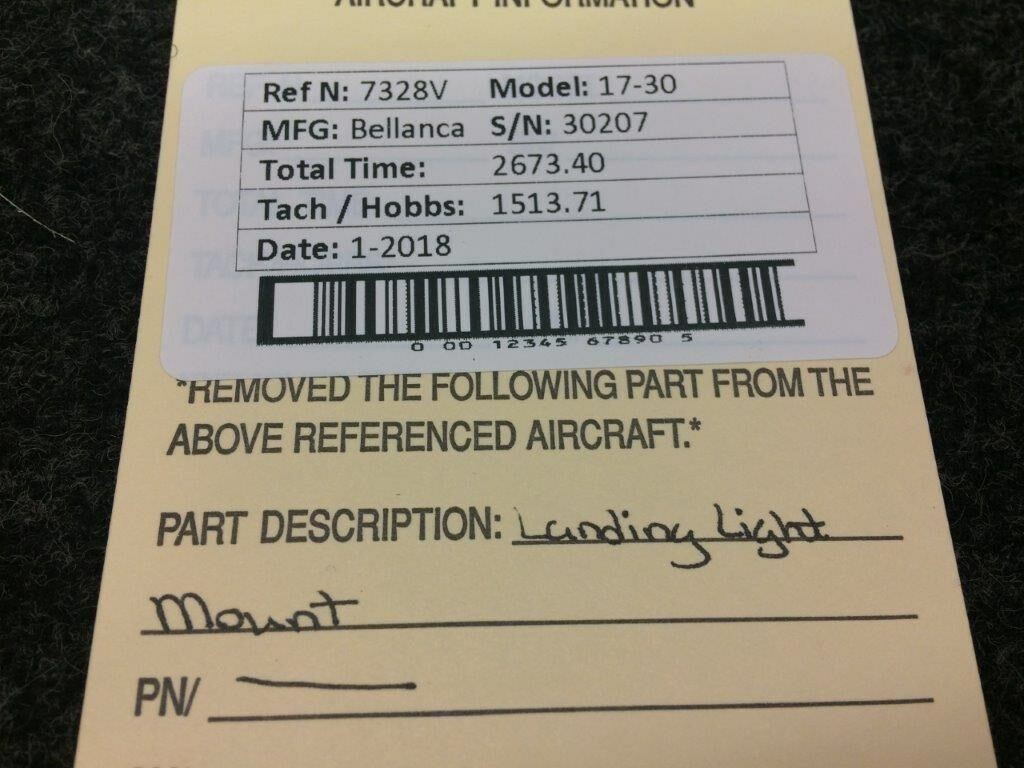 AIRCRAFT INFORMATION
Ref N: 7328V Model: 17-30
MFG: Bellanca S/N: 30207
Total Time: 2673.40
Tach / Hobbs: 1513.71
Date: 1-2018
0 00 12345 67890 5
*REMOVED THE FOLLOWING PART FROM THE
ABOVE REFERENCED AIRCRAFT.*
PART DESCRIPTION: Landing Light
Mount
PN/